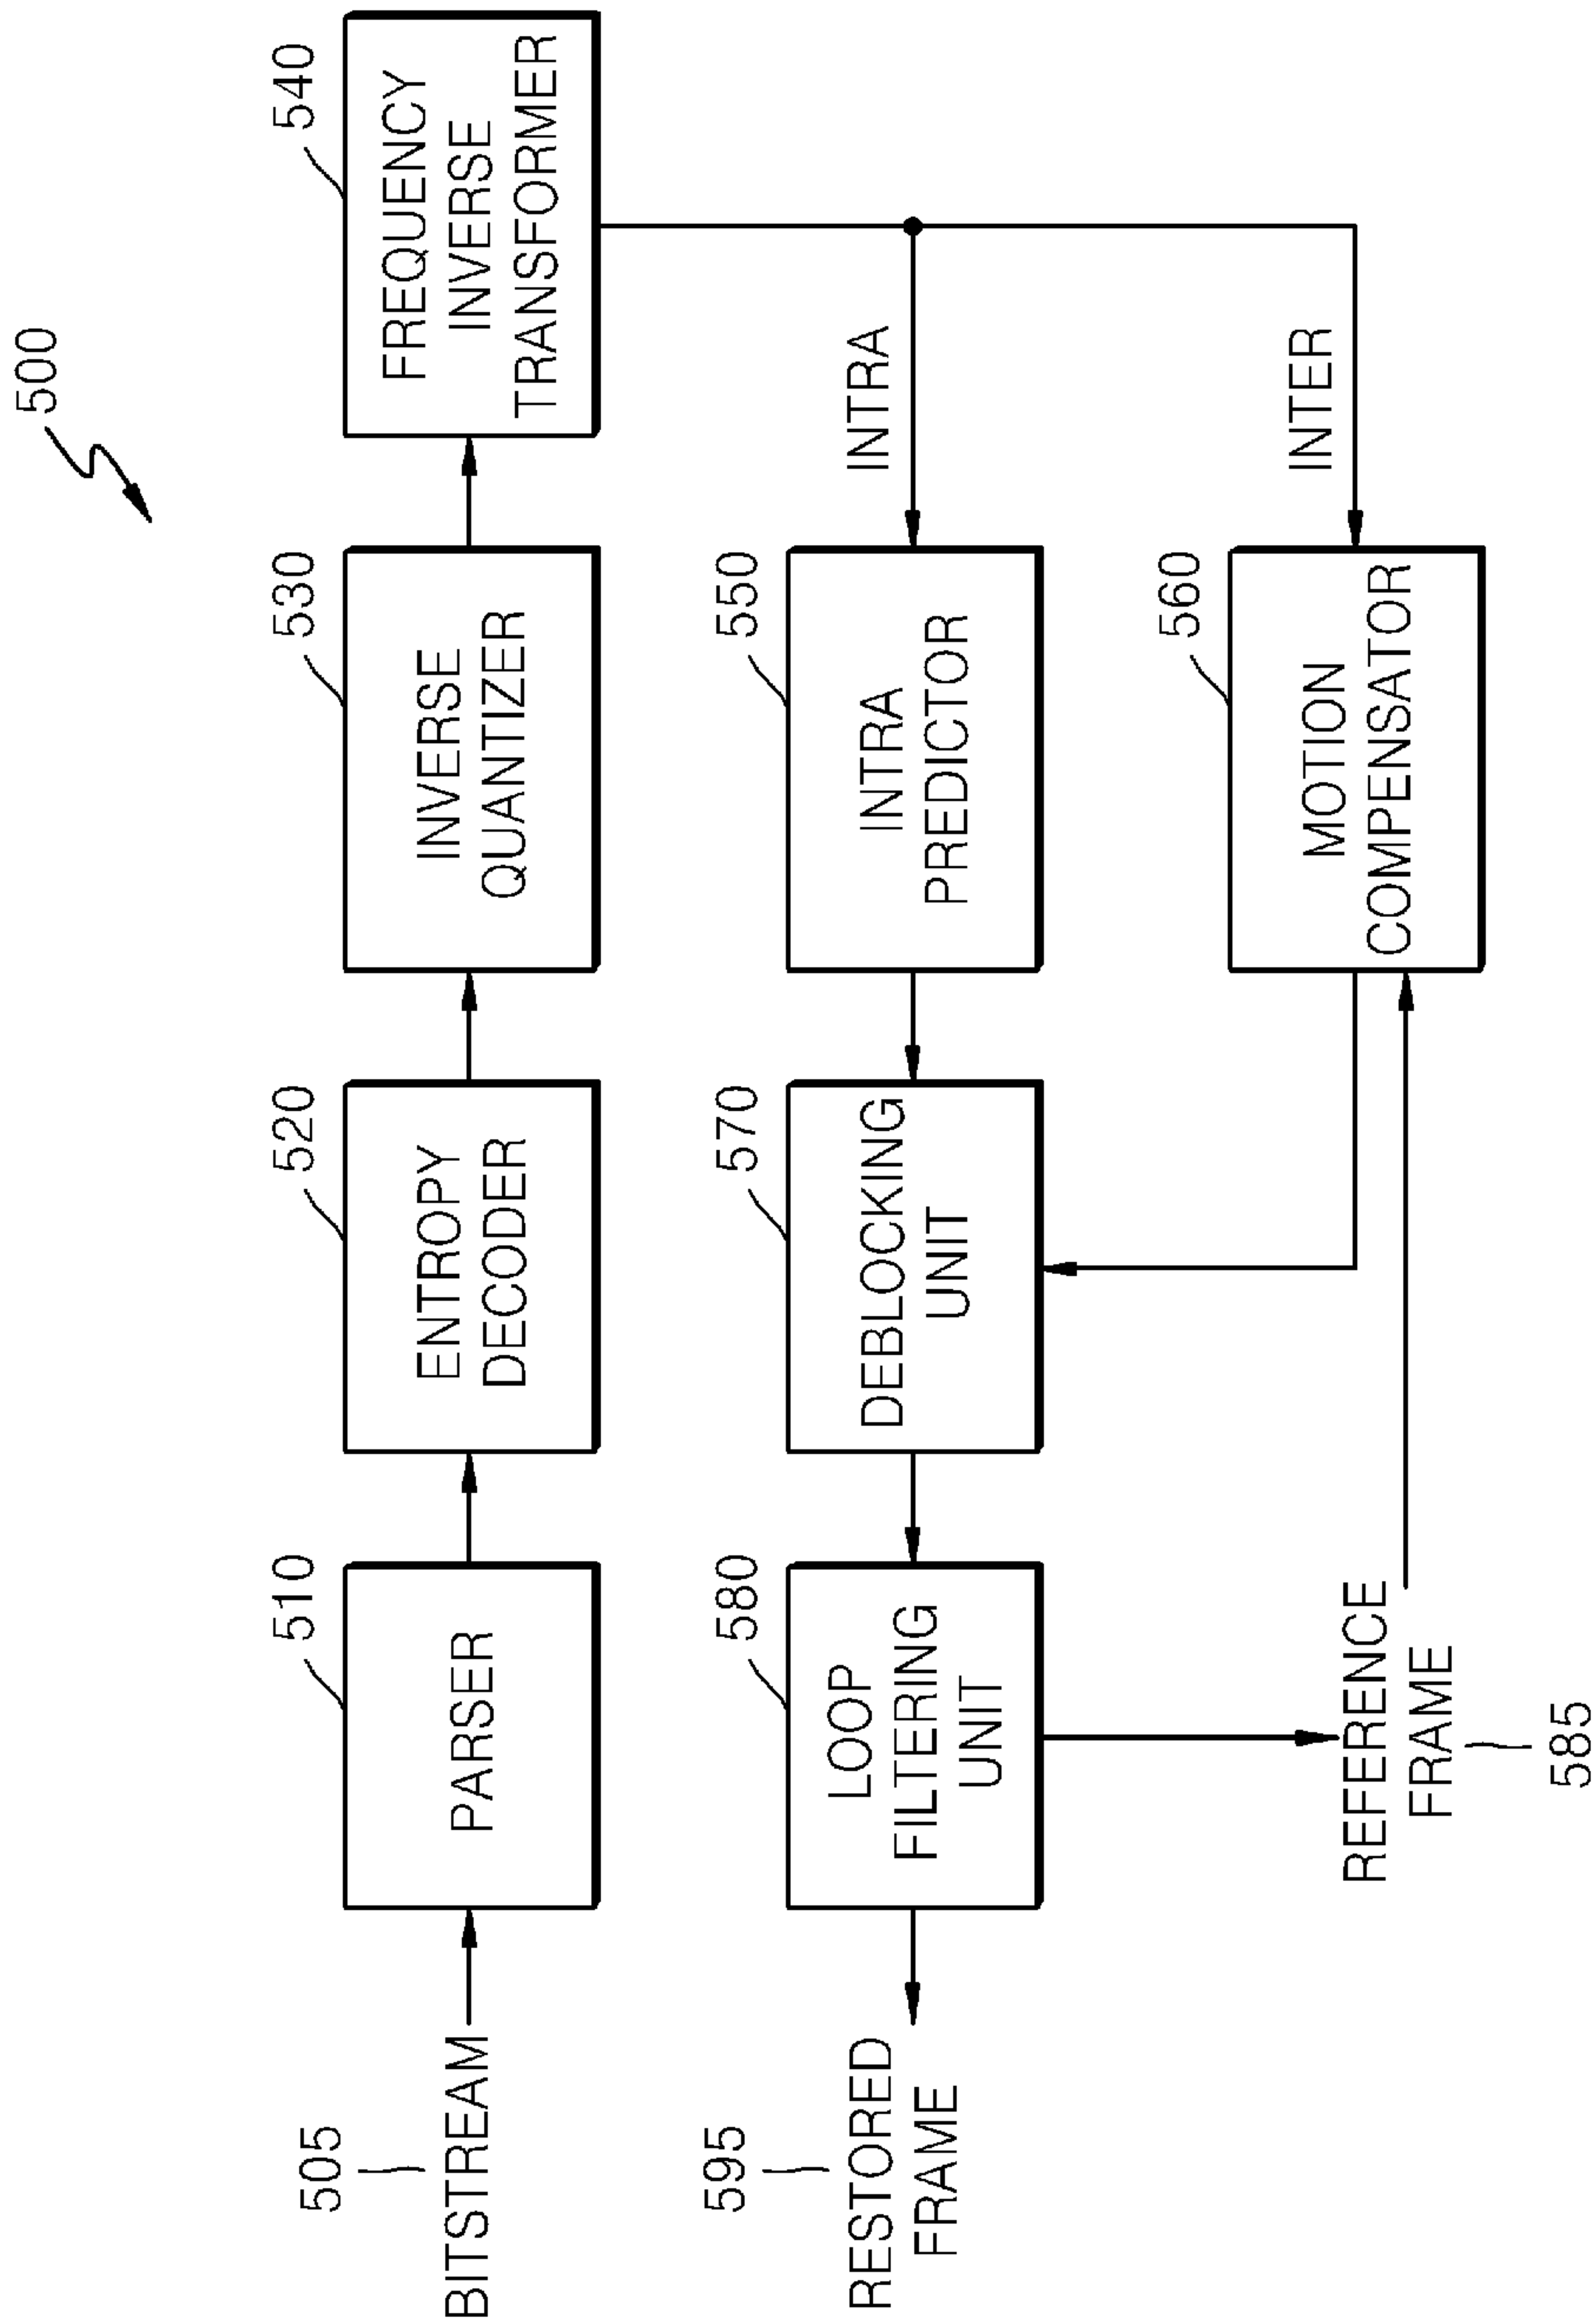 500
505
BITSTREAM
510
PARSER
520
ENTROPY
DECODER
530
INVERSE
QUANTIZER
540
FREQUENCY
INVERSE
TRANSFORMER
595
RESTORED
FRAME
580
LOOP
FILTERING
UNIT
570
DEBLOCKING
UNIT
550
INTRA
PREDICTOR
INTRA
REFERENCE
FRAME
585
560
MOTION
COMPENSATOR
INTER